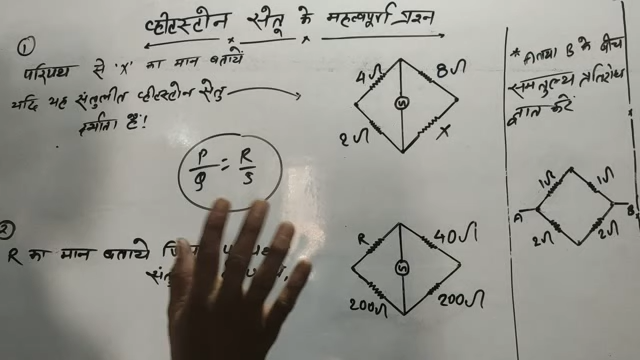 व्हीटस्टोन सेतु के महत्वपूर्ण प्रश्न
①
परिपथ से 'X' का मान बतायें
यदि यह संतुलीत व्हीटस्टोन सेतु
दर्शाता है!
P/Q = R/S
4Ω
8Ω
G
2Ω
X
②
R का मान बताये
R
40Ω
G
200Ω
200Ω
* A तथा B के बीच
समतुल्य प्रतिरोध
ज्ञात करें
1Ω
1Ω
A
B
2Ω
2Ω